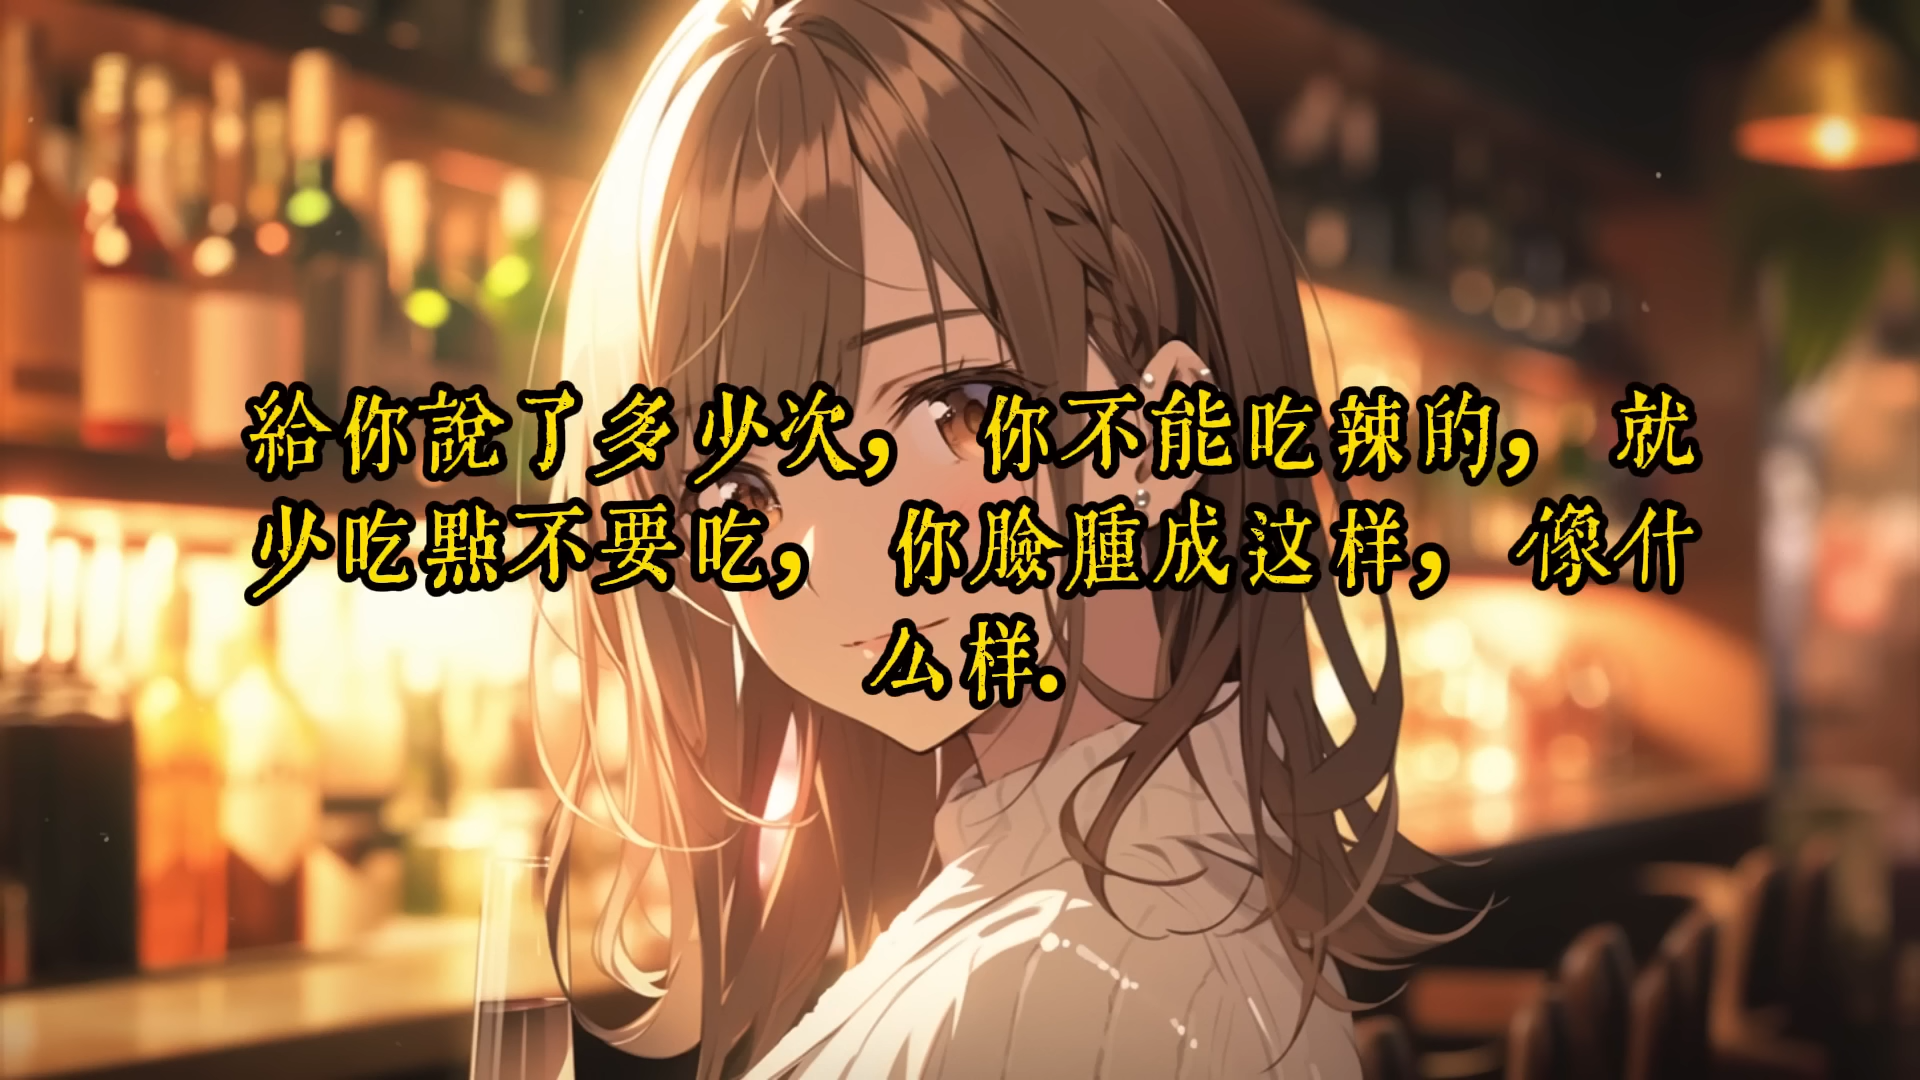 給你說了多少次, 你不能吃辣的, 就
少吃點不要吃, 你臉腫成这样, 像什
么样.